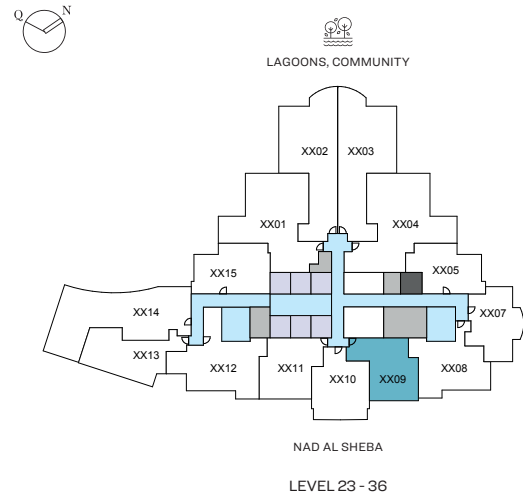 Q N
LAGOONS, COMMUNITY
XX02 XX03
XX01 XX04
XX15 XX05
XX14 XX07
XX13 XX12 XX11 XX10 XX09 XX08
NAD AL SHEBA
LEVEL 23 - 36